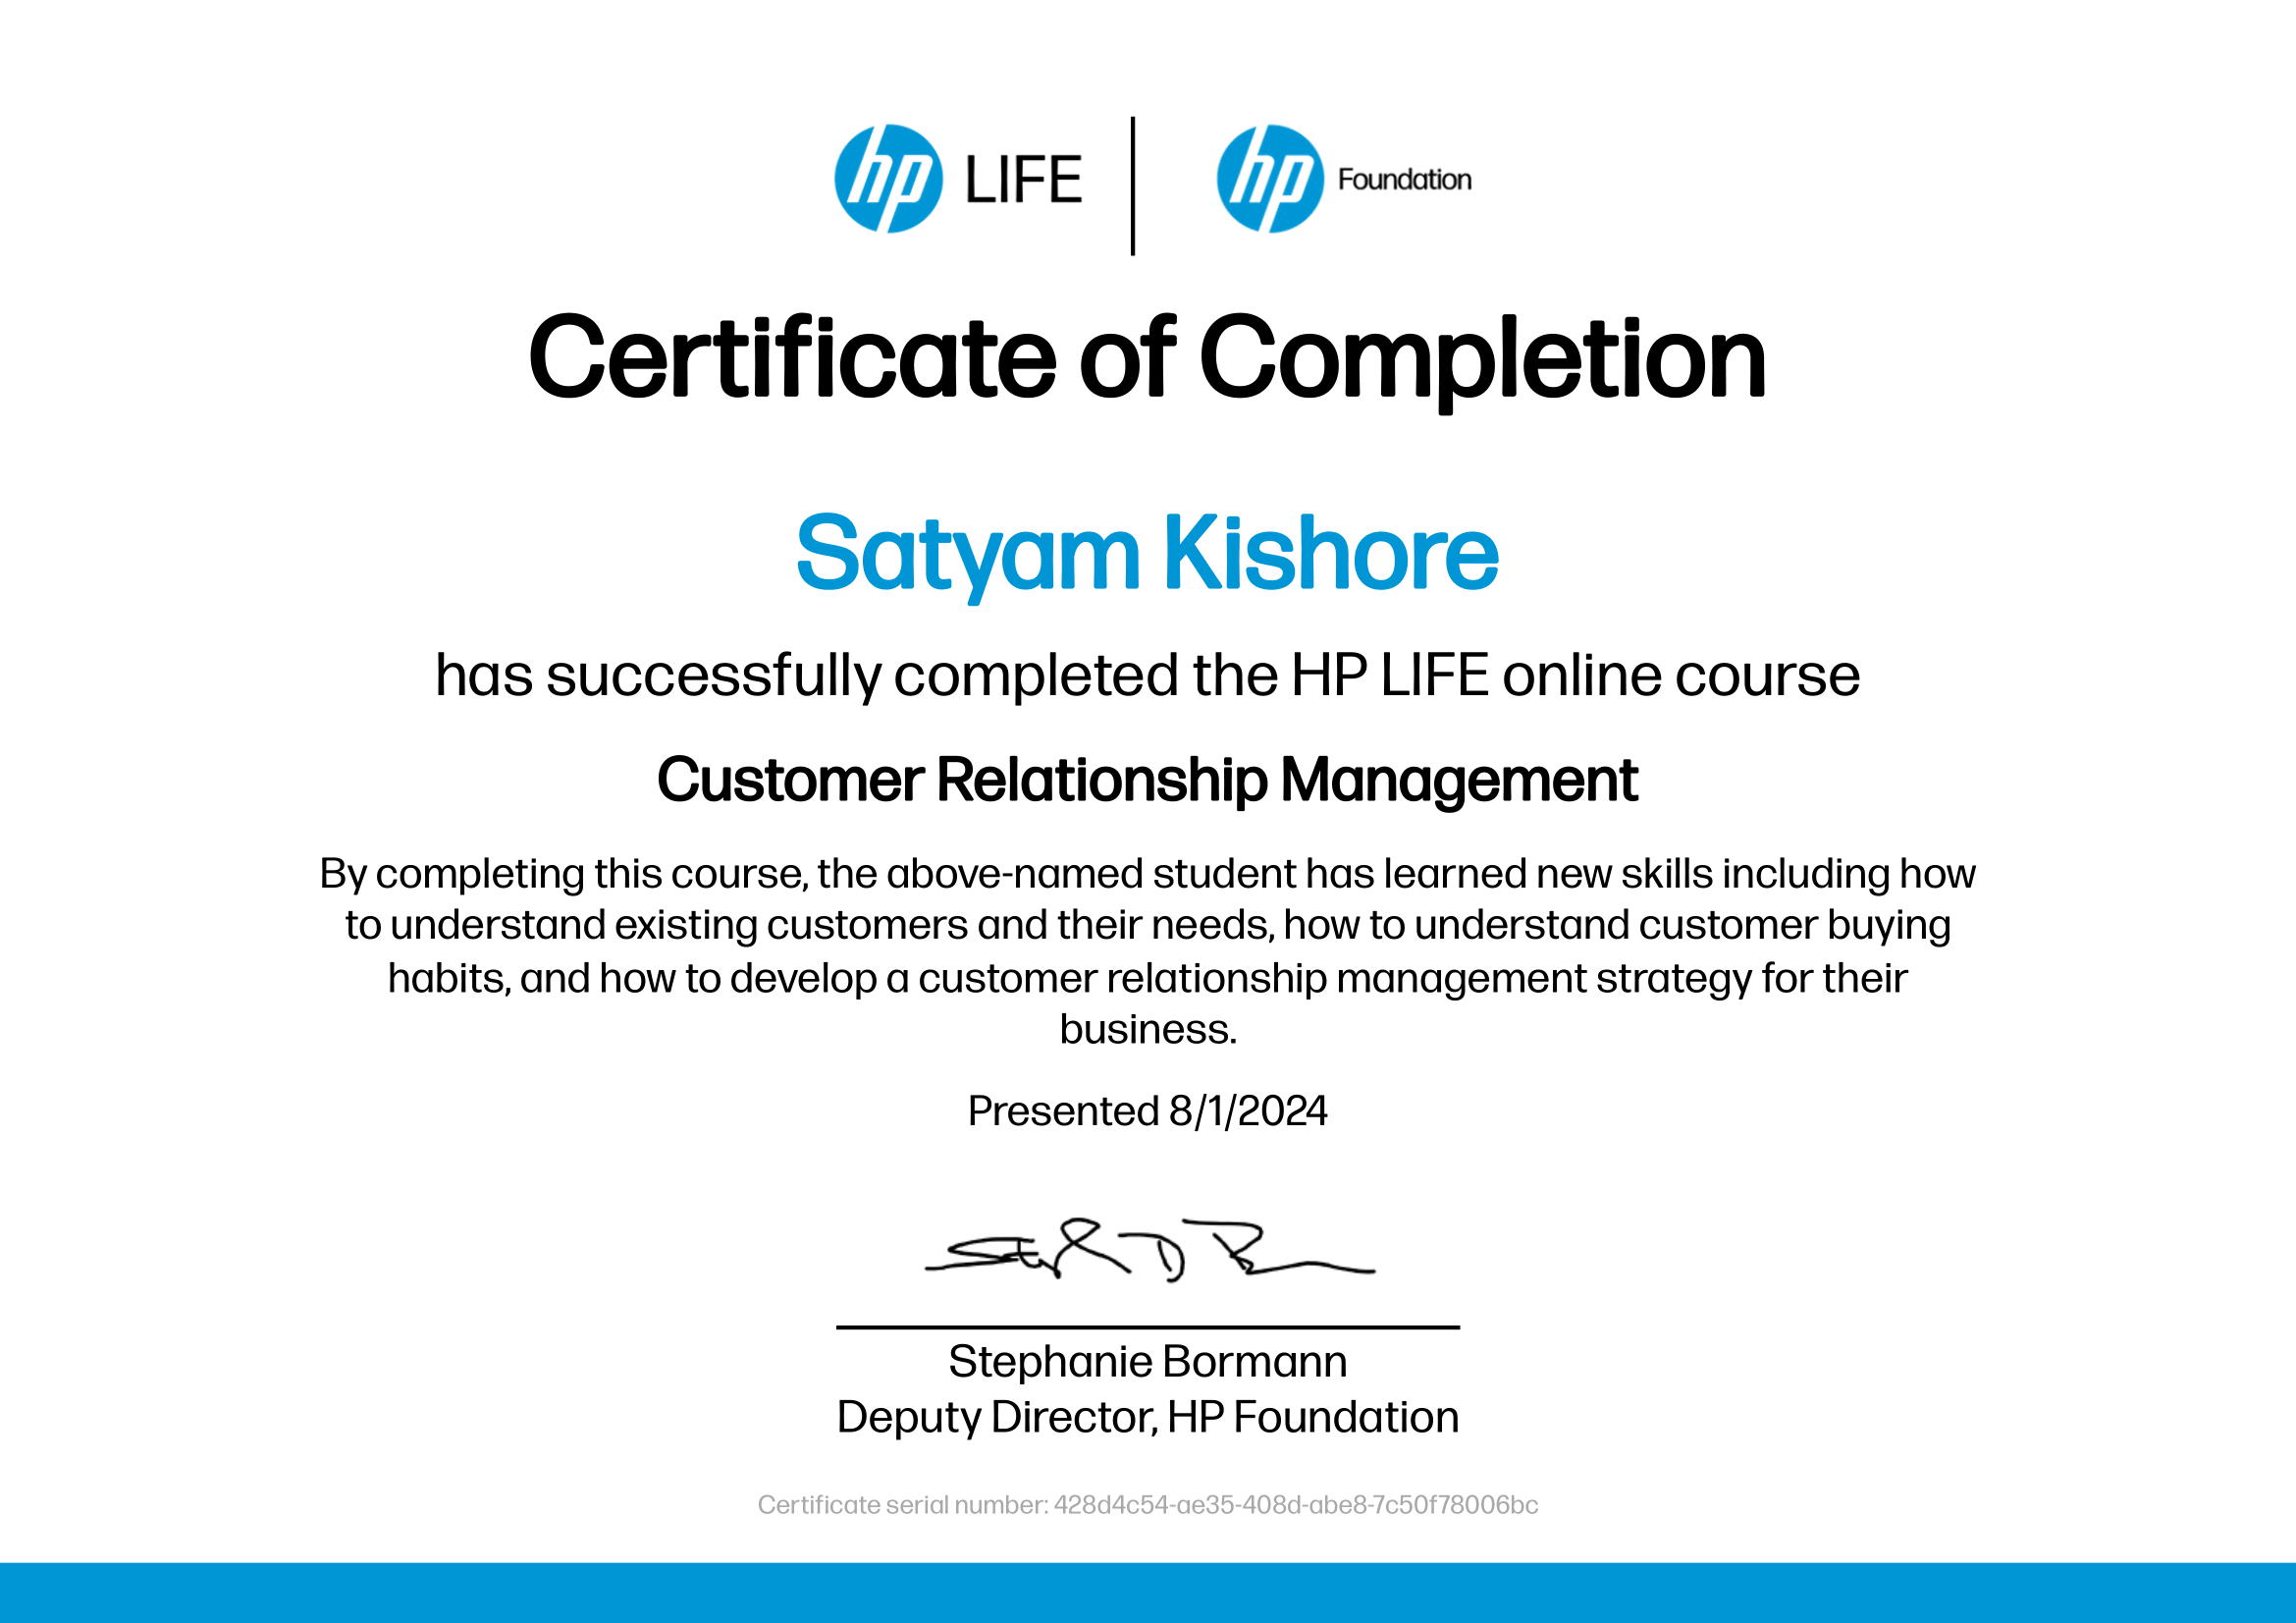 hp LIFE
hp Foundation
Certificate of Completion
Satyam Kishore
has successfully completed the HP LIFE online course
Customer Relationship Management
By completing this course, the above-named student has learned new skills including how
to understand existing customers and their needs, how to understand customer buying
habits, and how to develop a customer relationship management strategy for their
business.
Presented 8/1/2024
Stephanie Bormann
Deputy Director, HP Foundation
Certificate serial number: 428d4c54-ae35-408d-abe8-7c50f78006bc